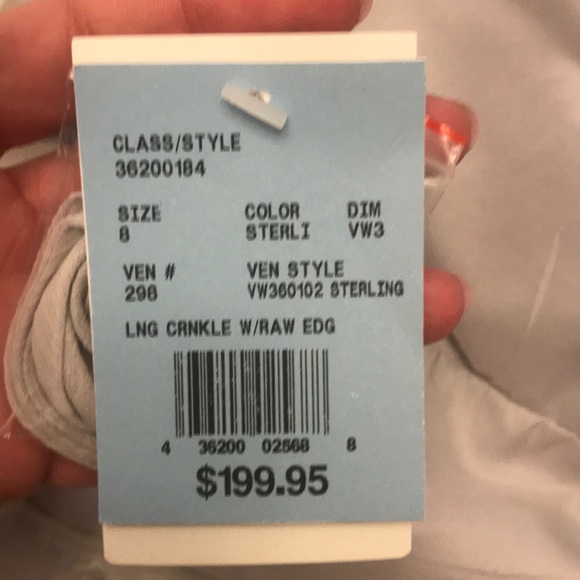 CLASS/STYLE
36200184
SIZE COLOR DIM
8 STERLI VW3
VEN # VEN STYLE
298 VW360102 STERLING
LNG CRNKLE W/RAW EDG
4 36200 02568 8
$199.95